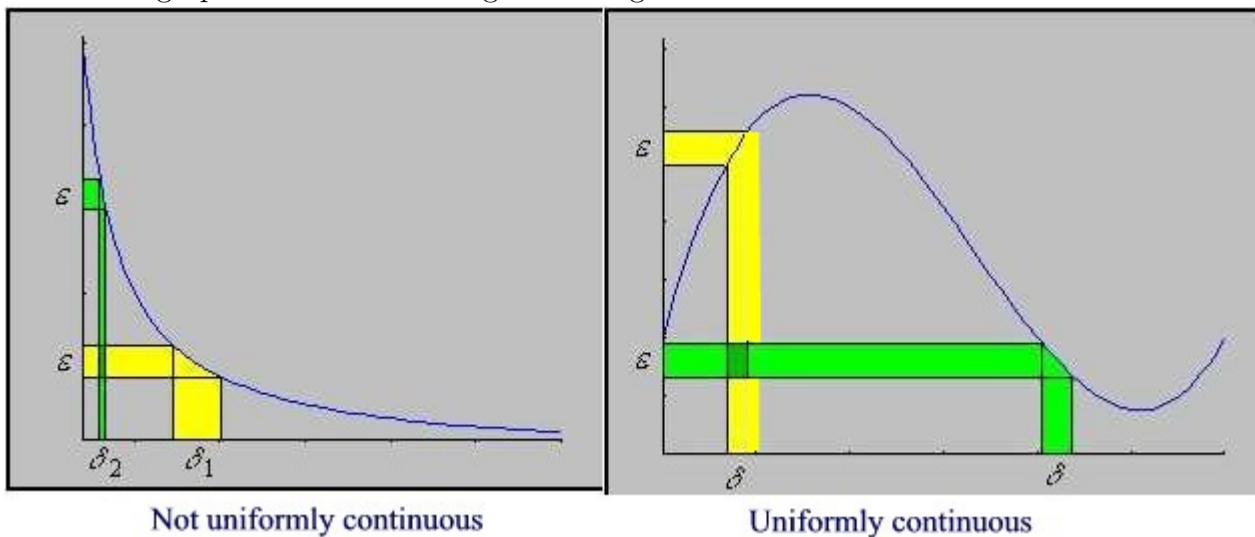 ε
ε
δ₂ δ₁
Not uniformly continuous
ε
ε
δ δ
Uniformly continuous